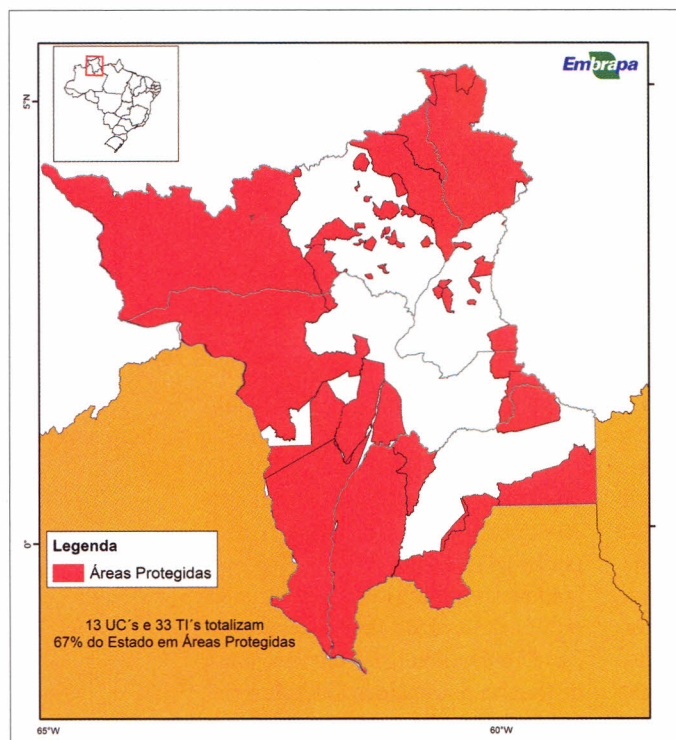 Embrapa
5°N
Legenda
Áreas Protegidas
0°
13 UC´s e 33 TI´s totalizam
67% do Estado em Áreas Protegidas
65°W
60°W